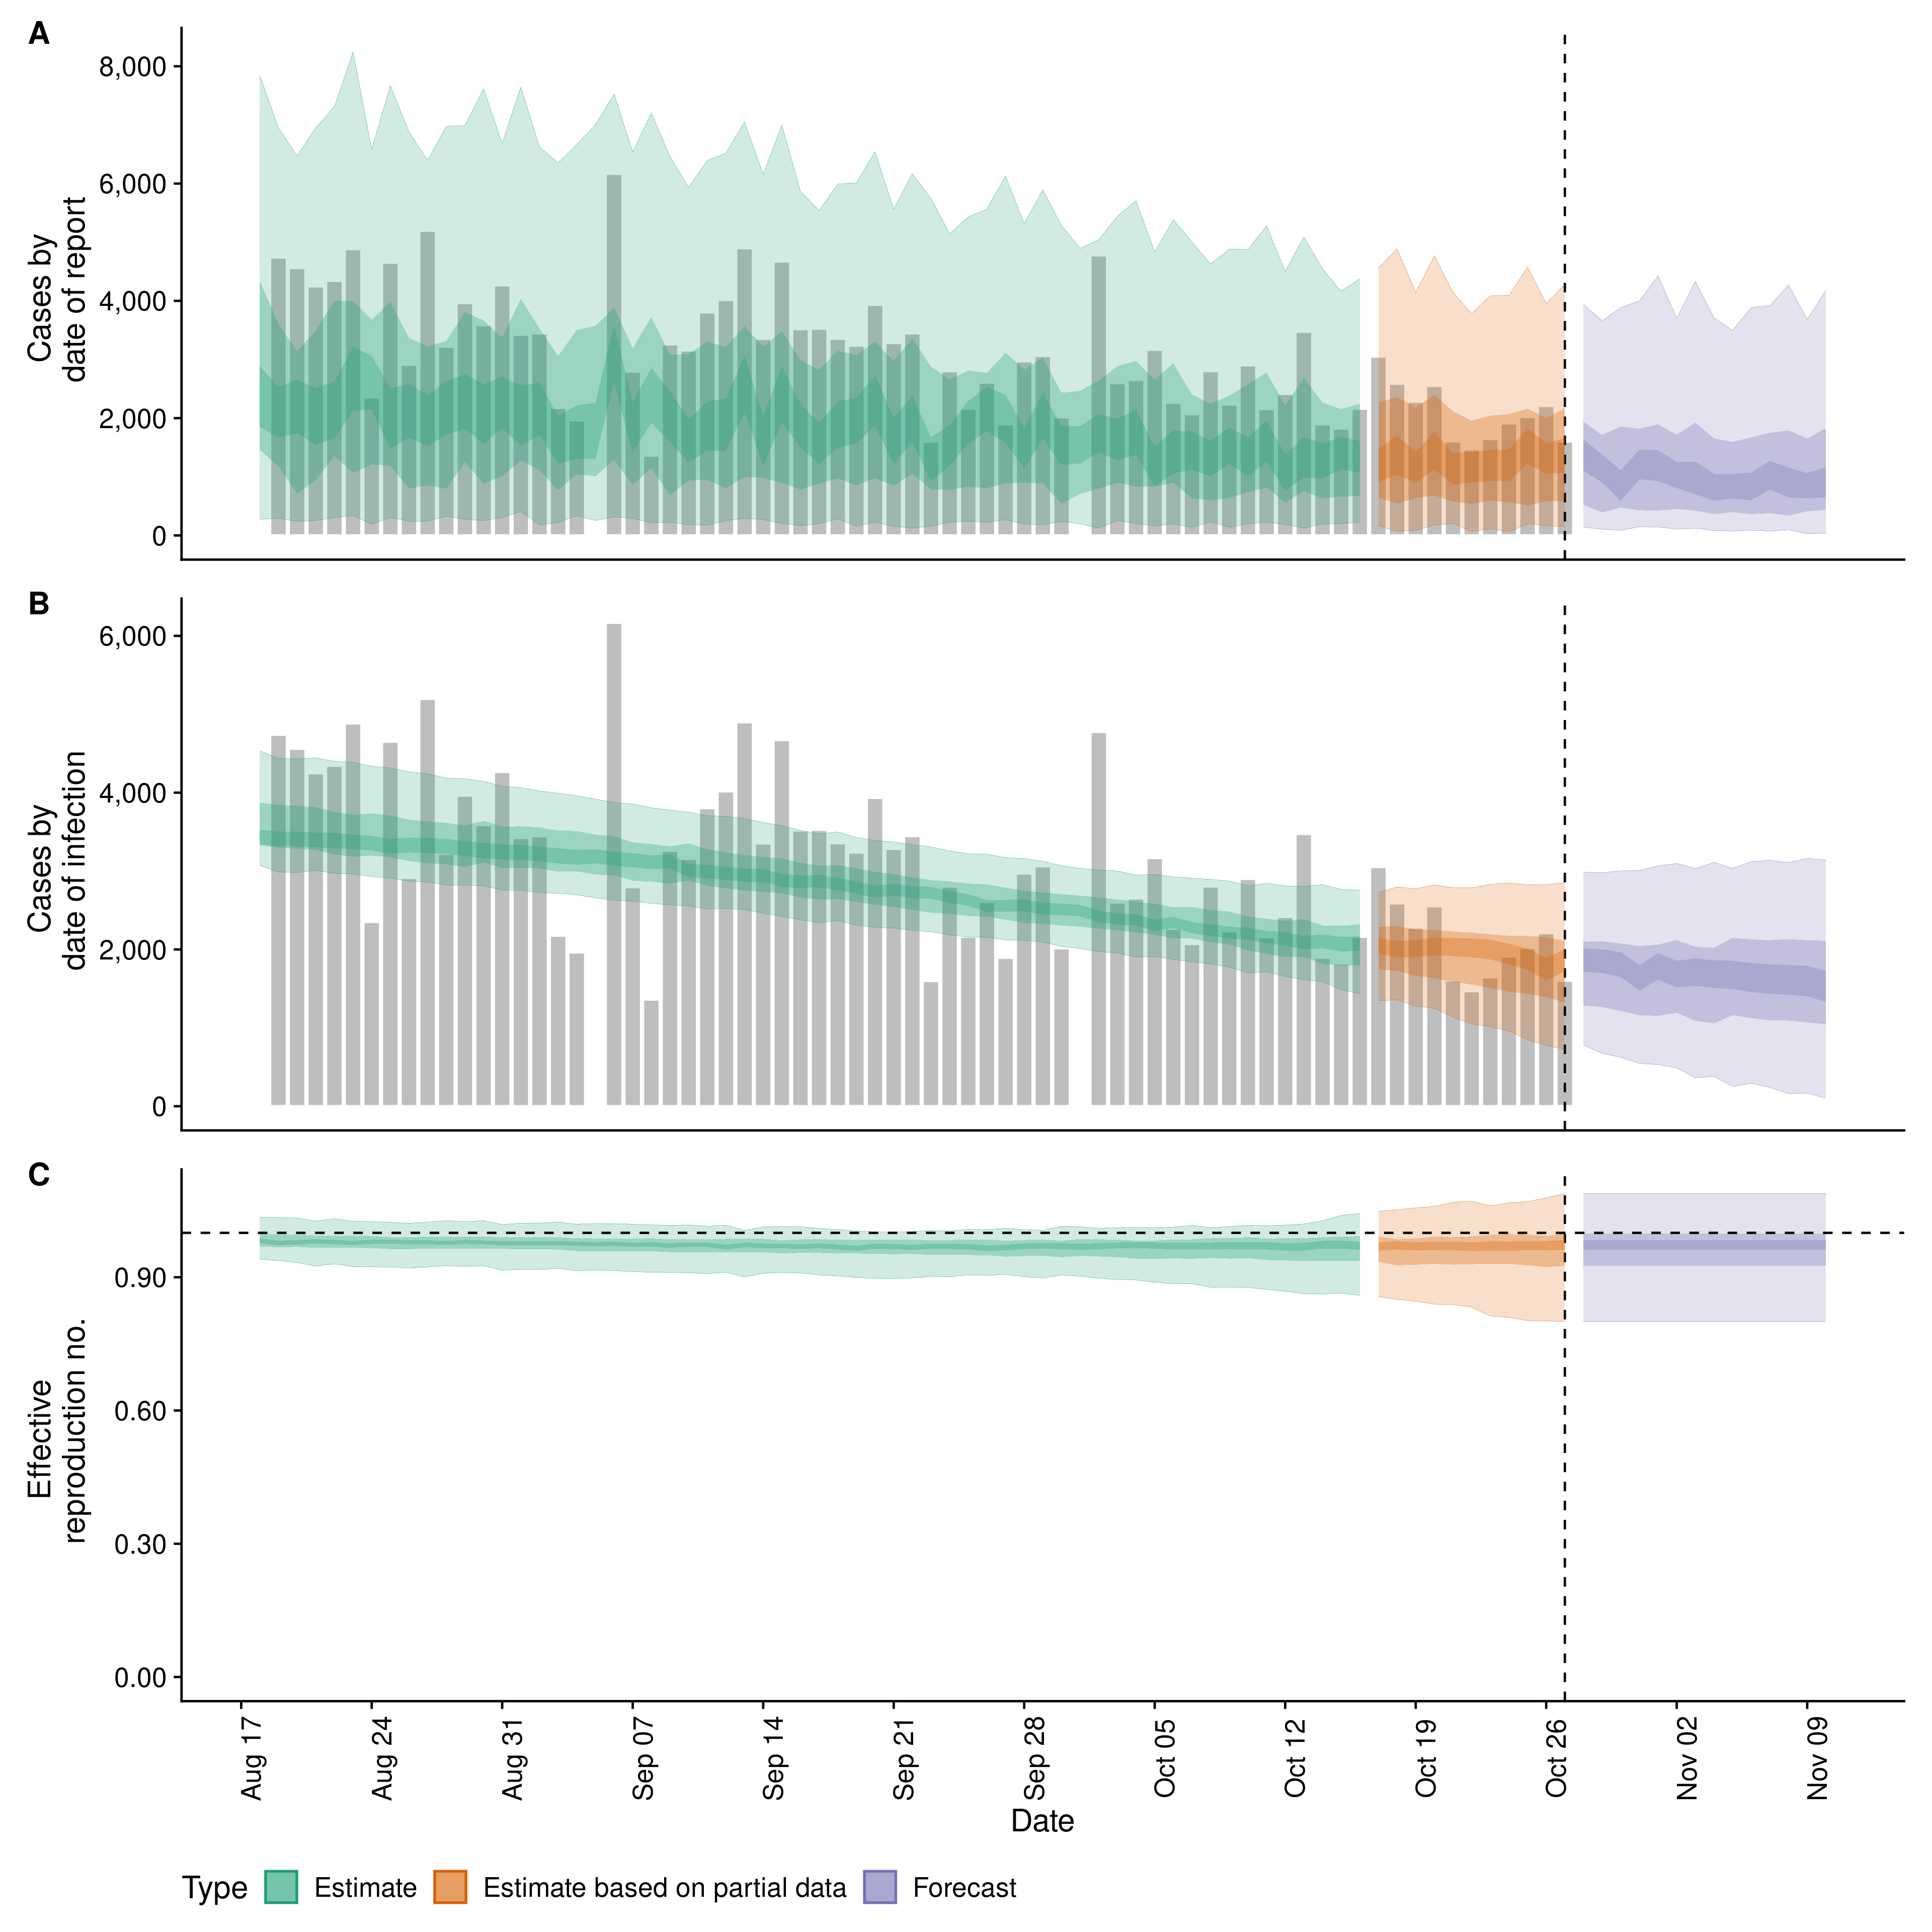 A
8,000
6,000
4,000
2,000
0
Cases by
date of report
B
6,000
4,000
2,000
0
Cases by
date of infection
C
0.90
0.60
0.30
0.00
Effective
reproduction no.
Aug 17
Aug 24
Aug 31
Sep 07
Sep 14
Sep 21
Sep 28
Oct 05
Oct 12
Oct 19
Oct 26
Nov 02
Nov 09
Date
Type Estimate Estimate based on partial data Forecast